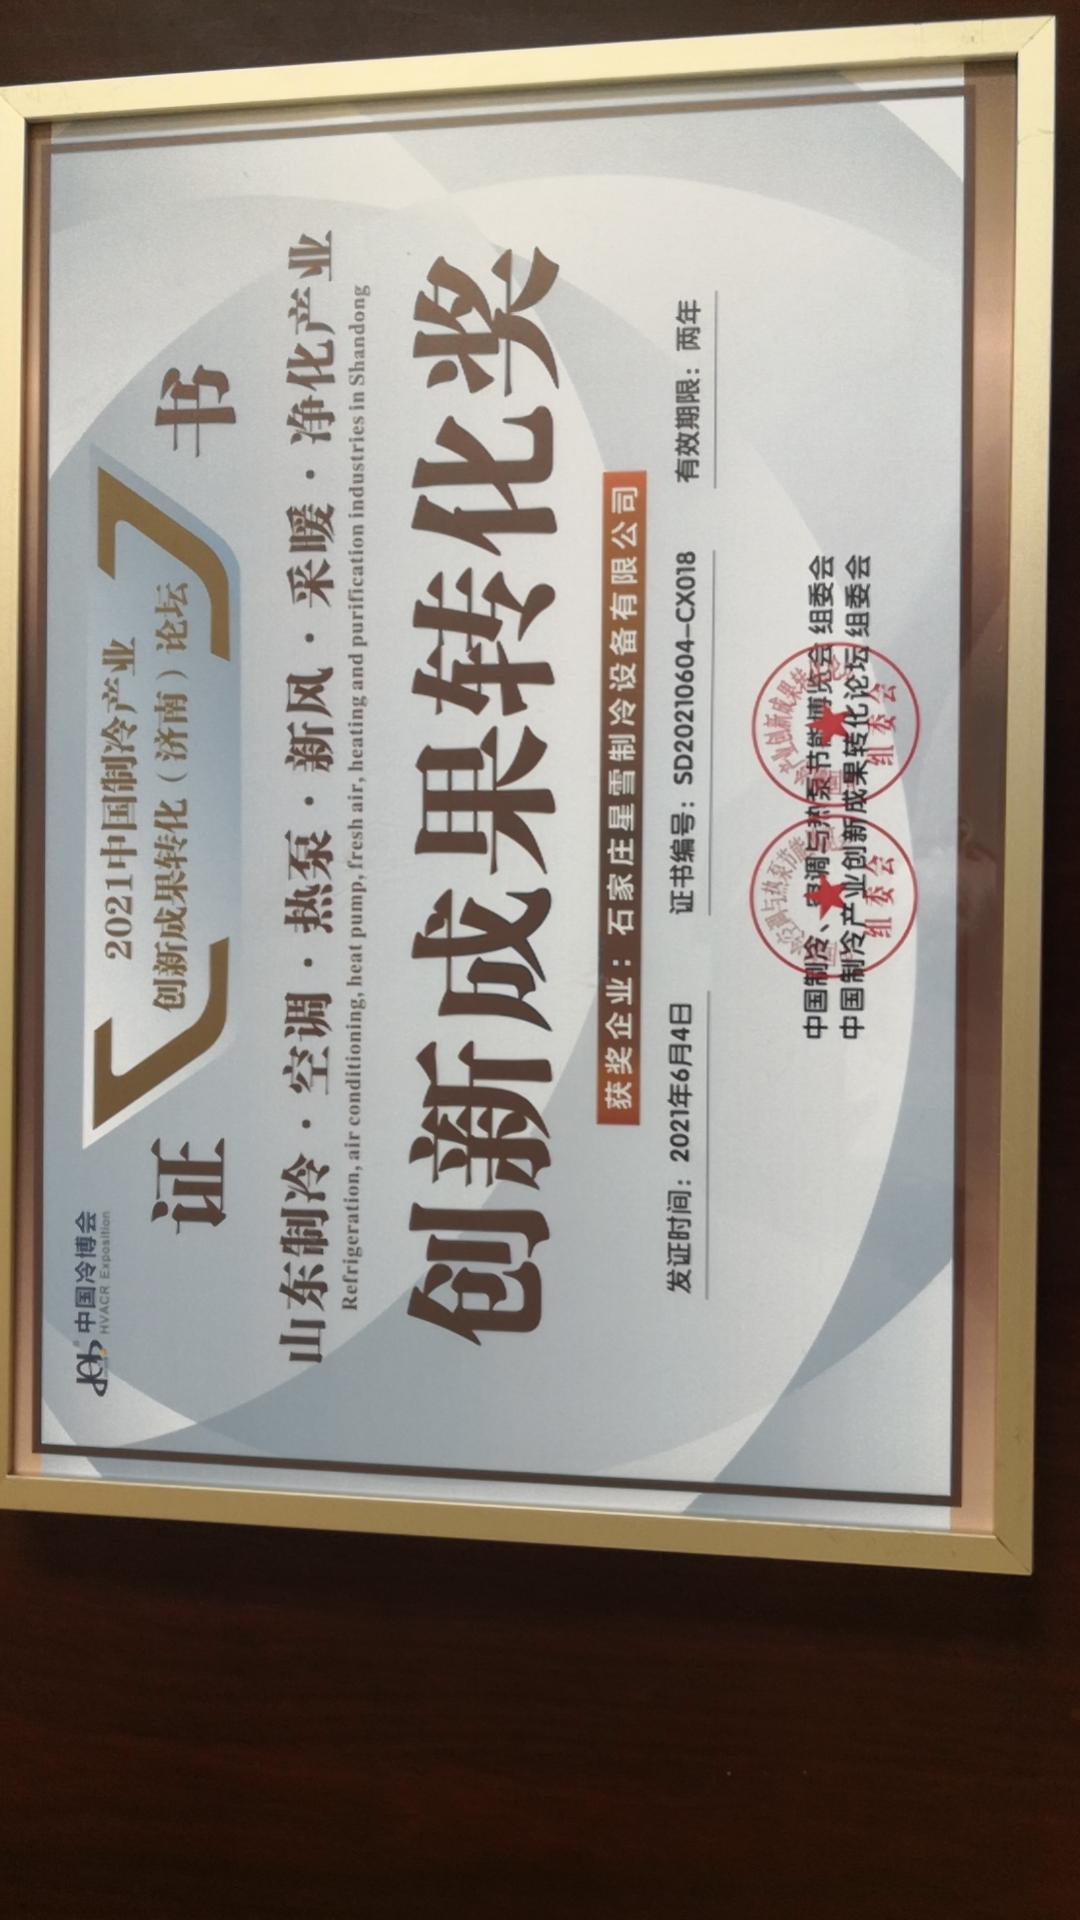 中国冷博会
HVACR Exposition
证 书
2021中国制冷产业
创新成果转化（济南）论坛
山东制冷·空调·热泵·新风·采暖·净化产业
Refrigeration, air conditioning, heat pump, fresh air, heating and purification industries in Shandong
创新成果转化奖
获奖企业：石家庄星雪制冷设备有限公司
发证时间：2021年6月4日 证书编号：SD20210604-CX018 有效期限：两年
中国制冷、空调与热泵节能博览会 组委会
中国制冷产业创新成果转化论坛 组委会
组委会
组委会